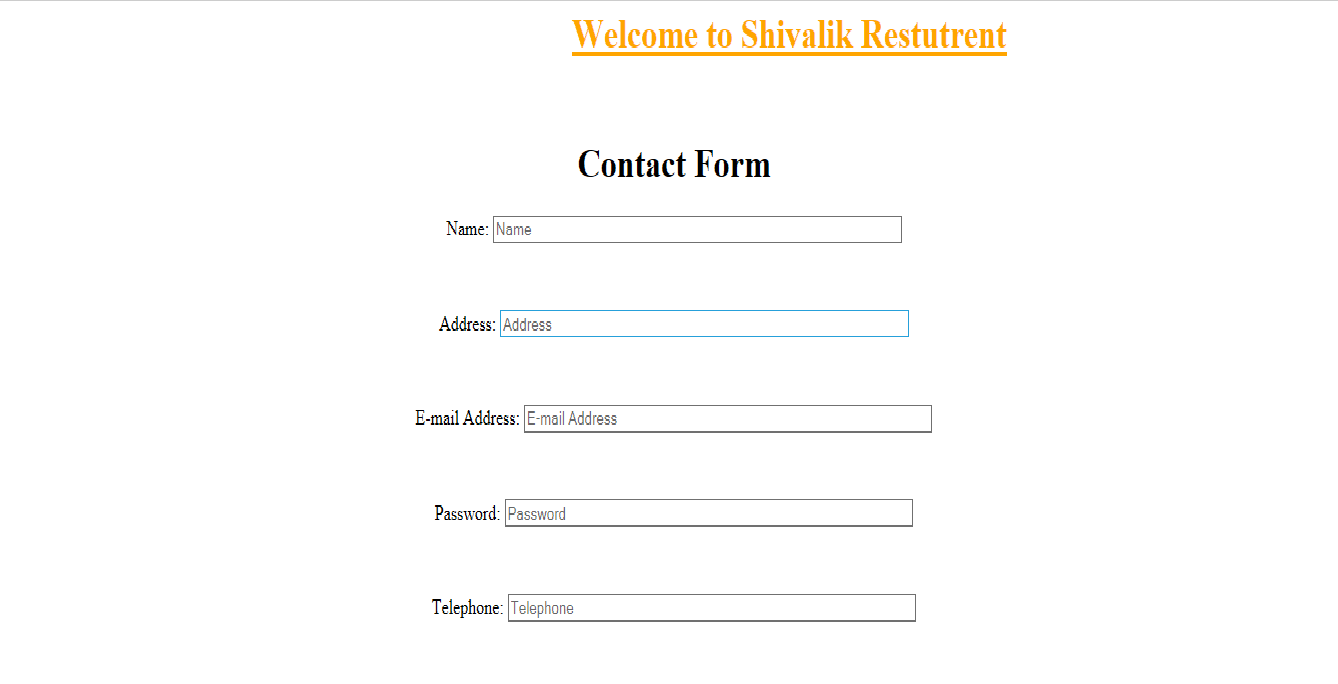 Welcome to Shivalik Restutrent
Contact Form
Name: Name
Address: Address
E-mail Address: E-mail Address
Password: Password
Telephone: Telephone